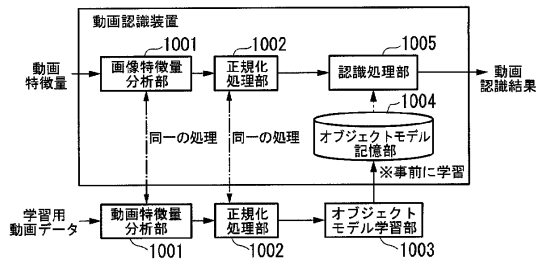 動画認識装置
1001
1002
1005
動画
特徴量
画像特徴量
分析部
正規化
処理部
認識処理部
動画
認識結果
1004
同一の処理
同一の処理
オブジェクトモデル
記憶部
※事前に学習
学習用
動画データ
動画特徴量
分析部
正規化
処理部
オブジェクト
モデル学習部
1001
1002
1003